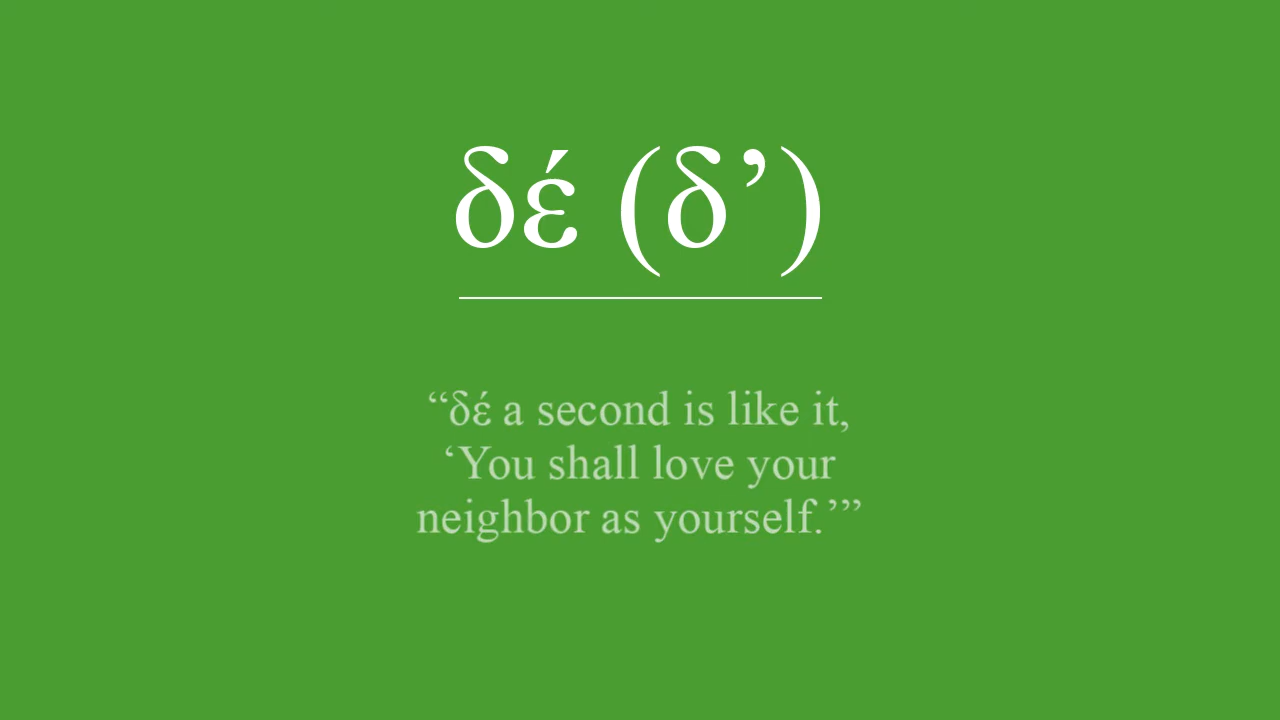 δέ (δ’)
“δέ a second is like it,
‘You shall love your
neighbor as yourself.’”